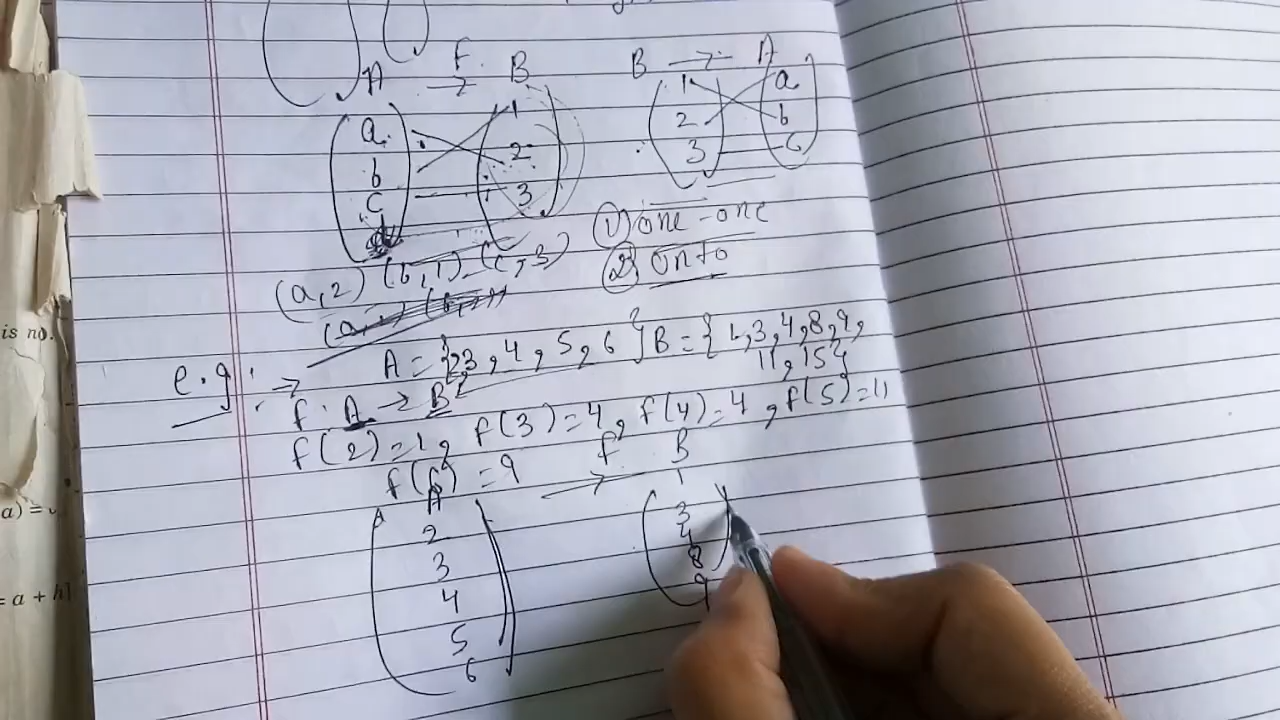 A f → B
a 1
b 2
c 3
B → A
1 a
2 b
3 c
(a,2) (b,1) (c,3)
① one-one
② onto
e.g: →
A = {2,3, 4, 5, 6} B = {1,3,4,8,9,
11,15}
f: A → B
f(2)=1, f(3)=4, f(4)=4, f(5)=11
f(6)=9
A f → B
2 1
3 3
4 4
5 8
6 9
is no.
a) =
= a + h]